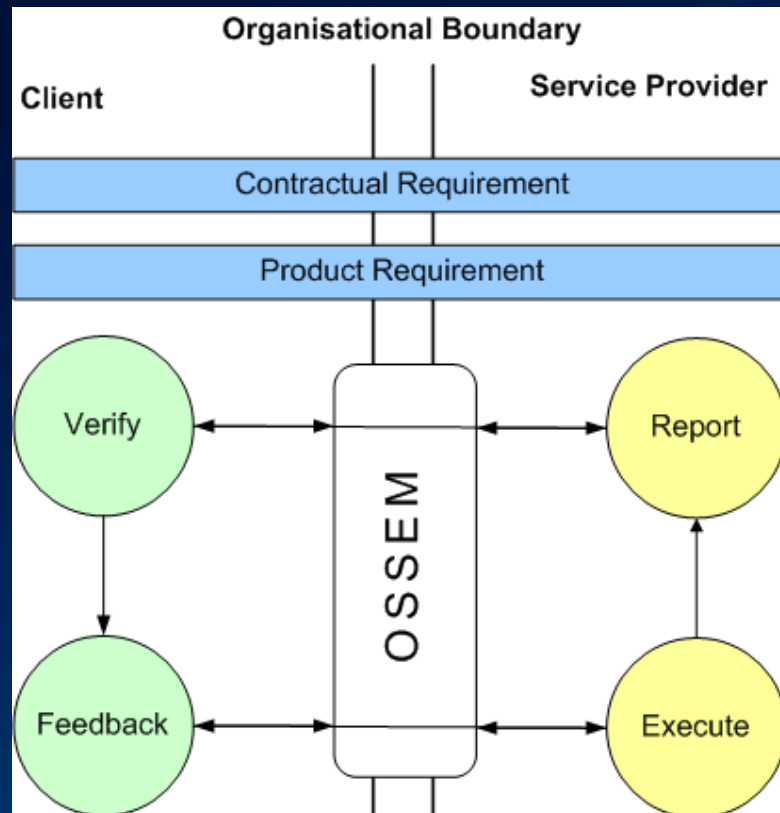 Organisational Boundary
Client
Service Provider
Contractual Requirement
Product Requirement
Verify
Report
OSSEM
Feedback
Execute